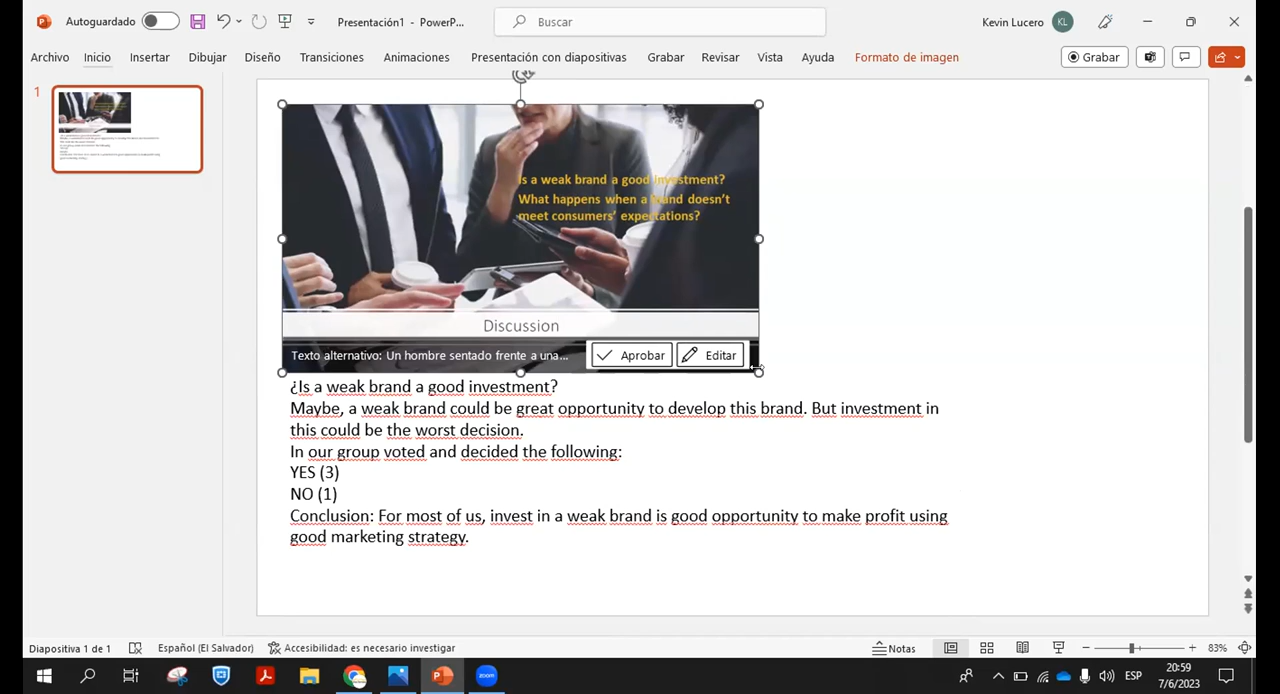 Autoguardado
Presentación1 - PowerP...
Buscar
Kevin Lucero
KL
Archivo
Inicio
Insertar
Dibujar
Diseño
Transiciones
Animaciones
Presentación con diapositivas
Grabar
Revisar
Vista
Ayuda
Formato de imagen
Grabar
1
Is a weak brand a good investment?
What happens when a brand doesn't
meet consumers' expectations?
Discussion
Texto alternativo: Un hombre sentado frente a una...
Aprobar
Editar
¿Is a weak brand a good investment?
Maybe, a weak brand could be great opportunity to develop this brand. But investment in
this could be the worst decision.
In our group voted and decided the following:
YES (3)
NO (1)
Conclusion: For most of us, invest in a weak brand is good opportunity to make profit using
good marketing strategy.
Diapositiva 1 de 1
Español (El Salvador)
Accesibilidad: es necesario investigar
Notas
83%
zoom
ESP
20:59
7/6/2023